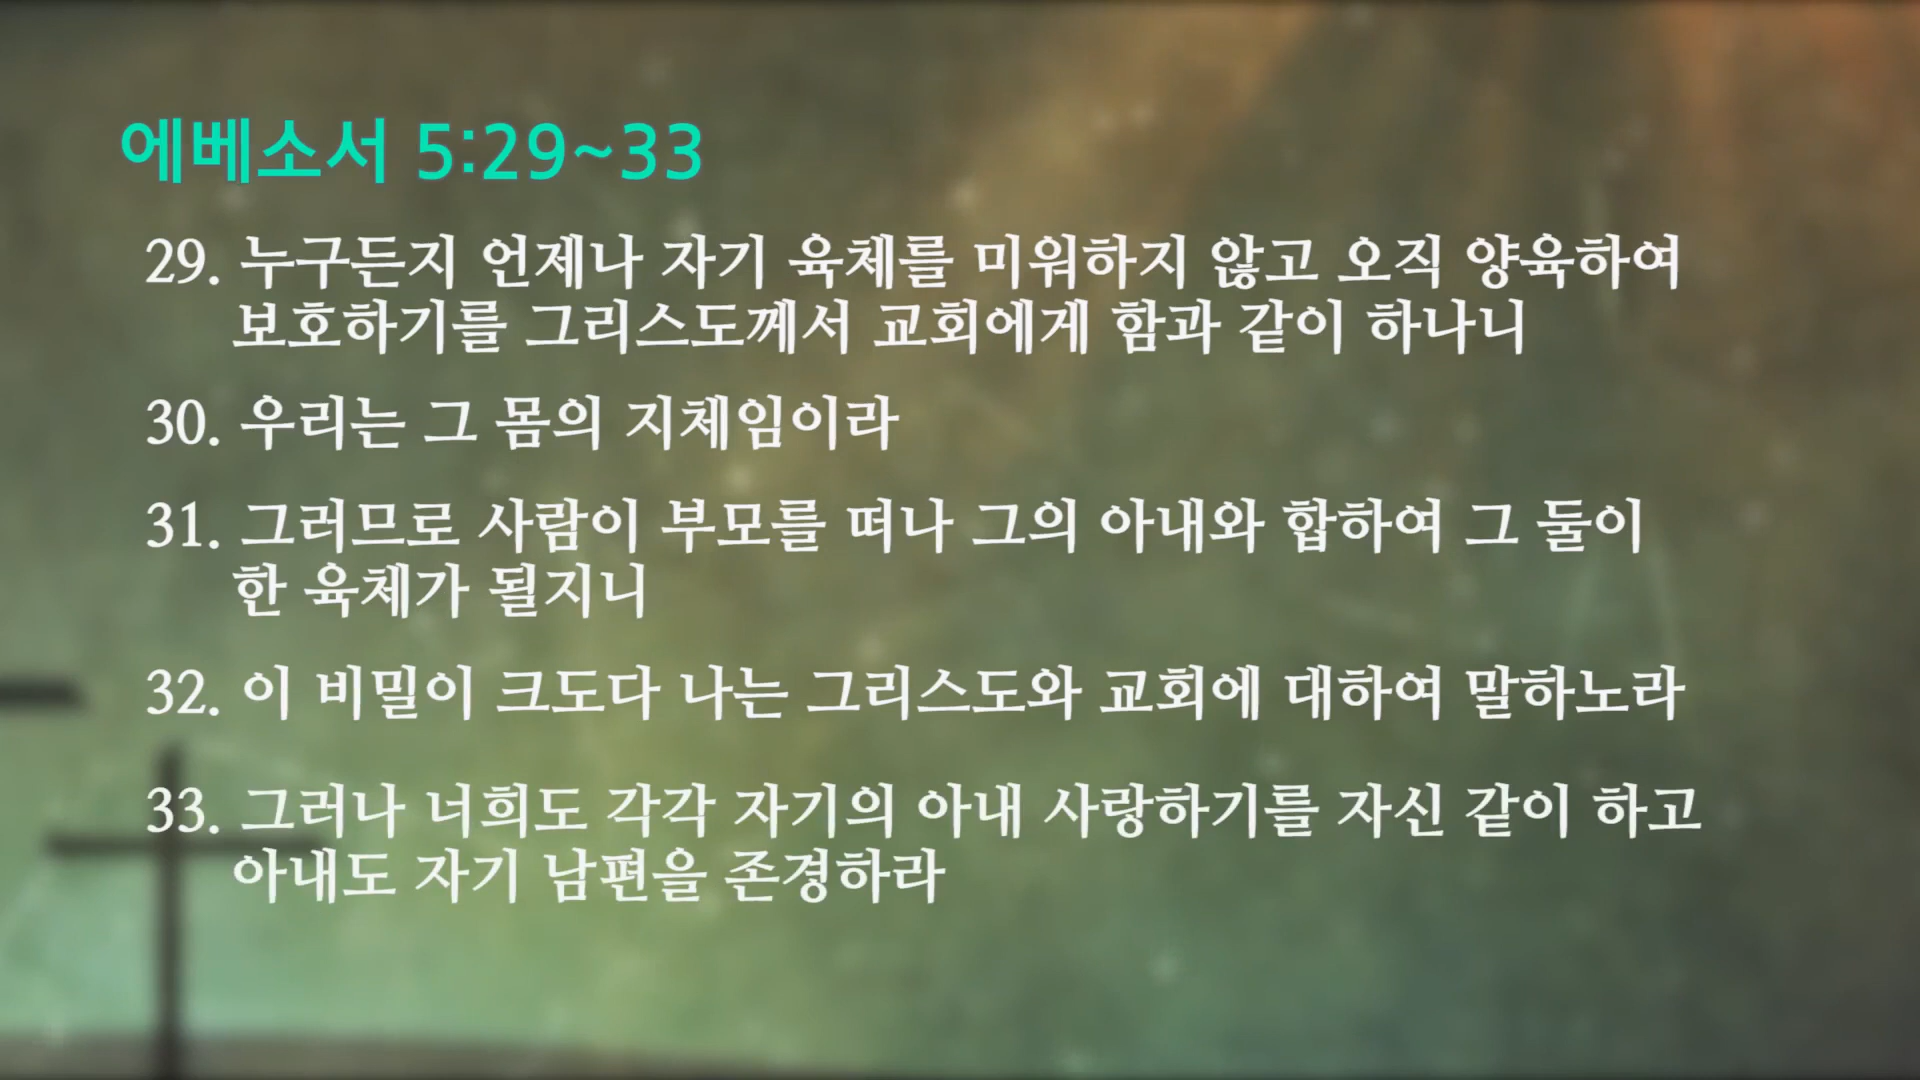 에베소서 5:29~33
29. 누구든지 언제나 자기 육체를 미워하지 않고 오직 양육하여
보호하기를 그리스도께서 교회에게 함과 같이 하나니
30. 우리는 그 몸의 지체임이라
31. 그러므로 사람이 부모를 떠나 그의 아내와 합하여 그 둘이
한 육체가 될지니
32. 이 비밀이 크도다 나는 그리스도와 교회에 대하여 말하노라
33. 그러나 너희도 각각 자기의 아내 사랑하기를 자신 같이 하고
아내도 자기 남편을 존경하라